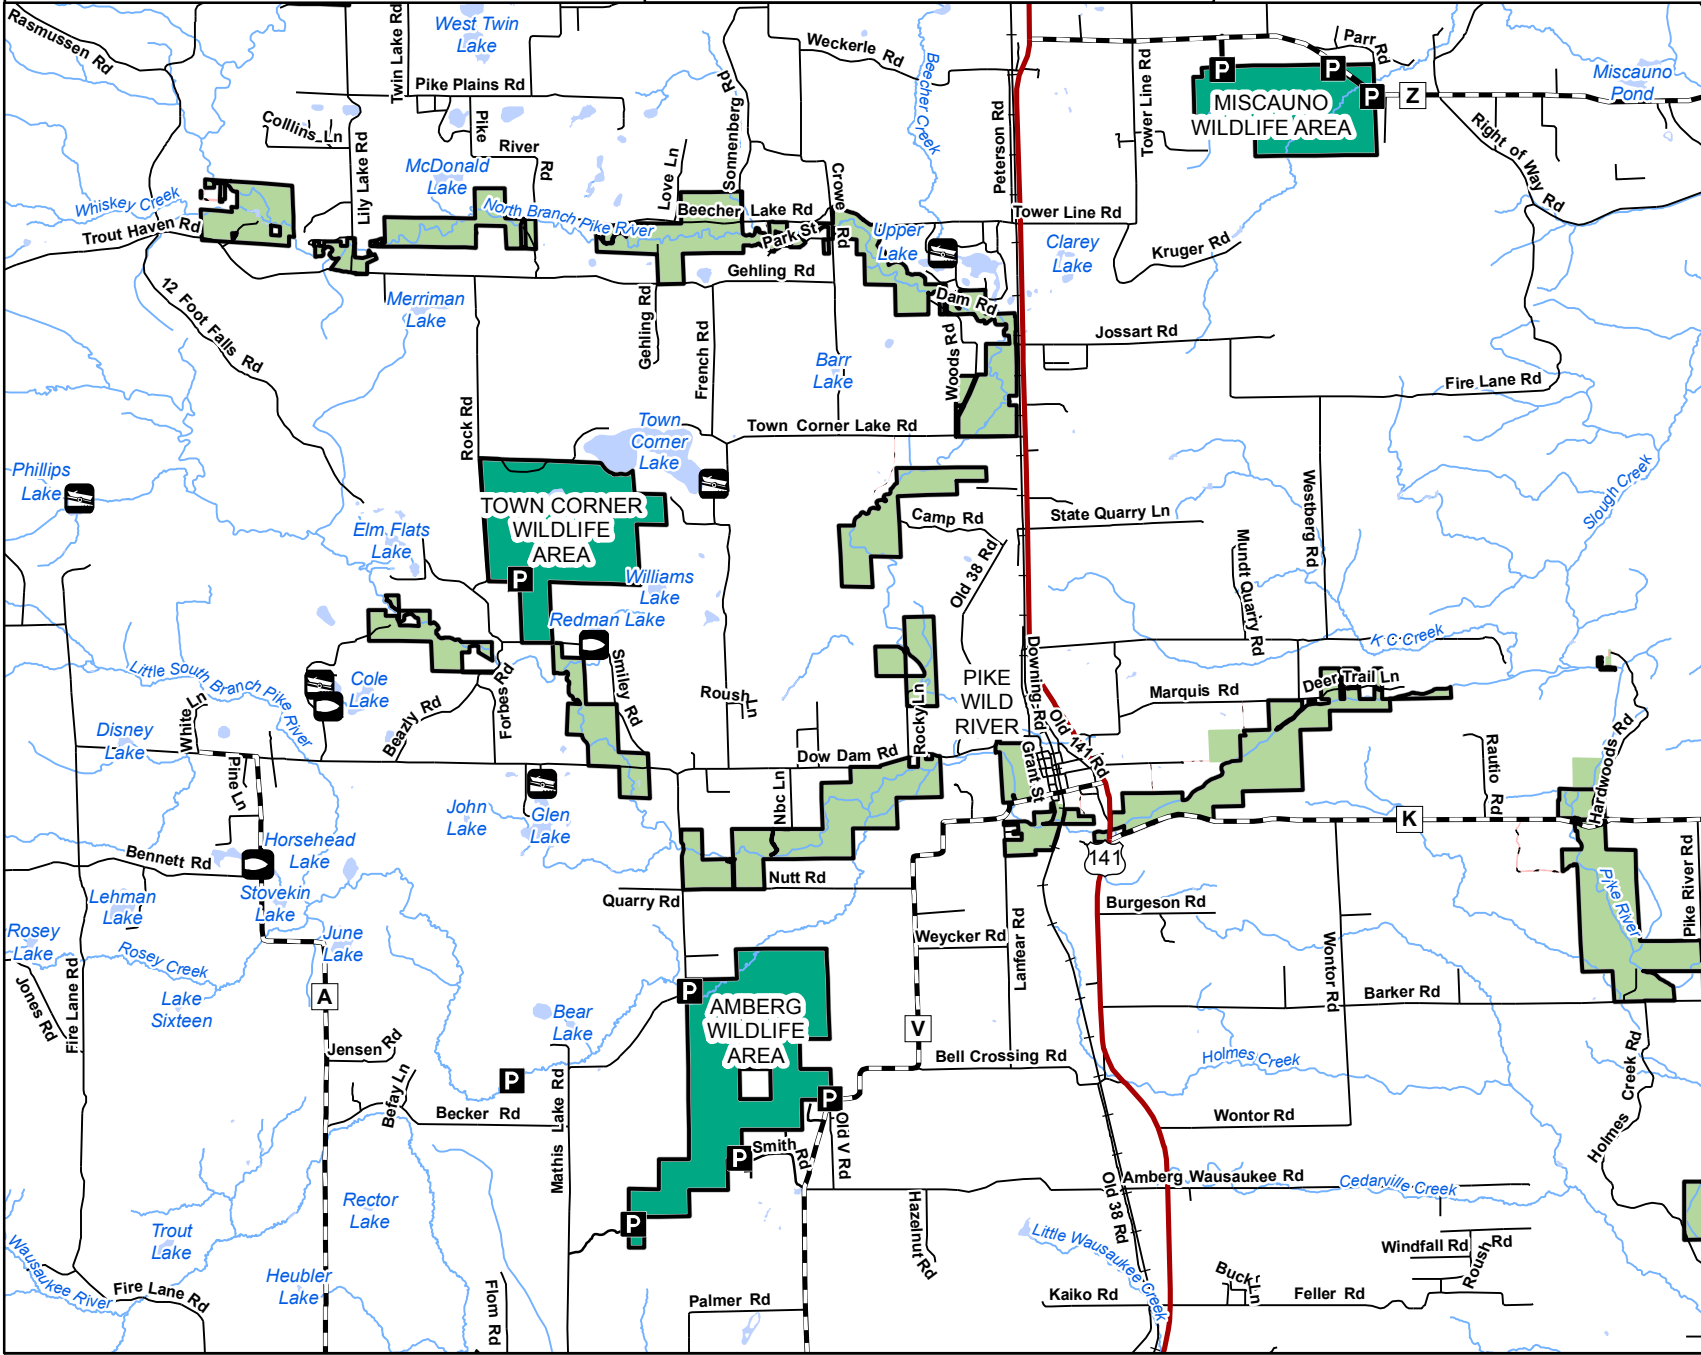 Rasmussen Rd
Twin Lake Rd
West Twin
Lake
Pike Plains Rd
Weckerle Rd
Beecher Creek
Parr Rd
Miscauno
Pond
P
P
P
Z
MISCAUNO
WILDLIFE AREA
Tower Line Rd
Peterson Rd
Right of Way Rd
Colllins Ln
Lily Lake Rd
Pike
River
Rd
Sonnenberg Rd
Love Ln
McDonald
Lake
Crowe
Rd
Whiskey Creek
Trout Haven Rd
North Branch Pike River
Beecher Lake Rd
Park St
Upper
Lake
Tower Line Rd
Clarey
Lake
Kruger Rd
Gehling Rd
12 Foot Falls Rd
Merriman
Lake
Gehling Rd
French Rd
Dam Rd
Woods Rd
Jossart Rd
Barr
Lake
Fire Lane Rd
Rock Rd
Town
Corner
Lake
Town Corner Lake Rd
Phillips
Lake
Elm Flats
Lake
TOWN CORNER
WILDLIFE
AREA
P
Camp Rd
Old 38 Rd
State Quarry Ln
Westberg Rd
Mundt Quarry Rd
Slough Creek
Williams
Lake
Redman Lake
K C Creek
Little South Branch Pike River
Cole
Lake
Forbes Rd
Beazly Rd
Smiley Rd
Roush Ln
Rocky Ln
PIKE
WILD
RIVER
Downing Rd
Old 141 Rd
Grant St
Marquis Rd
Deer Trail Ln
White Ln
Disney
Lake
Pine Ln
Dow Dam Rd
Nbc Ln
Rautio Rd
Hardwoods Rd
John
Lake
Glen
Lake
K
Horsehead
Lake
Bennett Rd
141
Pike River Rd
Pike River
Nutt Rd
Quarry Rd
Lehman
Lake
Stovekin
Lake
Burgeson Rd
Rosey
Lake
June
Lake
Weycker Rd
Lanfear Rd
Wontor Rd
Rosey Creek
Jones Rd
Fire Lane Rd
Lake
Sixteen
A
P
AMBERG
WILDLIFE
AREA
Barker Rd
Bear
Lake
V
Jensen Rd
Bell Crossing Rd
Holmes Creek
Holmes Creek Rd
P
Befay Ln
Becker Rd
Mathis Lake Rd
P
Old V Rd
Wontor Rd
Smith Rd
P
Amberg Wausaukee Rd
Cedarville Creek
Rector
Lake
Trout
Lake
P
Hazelnut Rd
Old 38 Rd
Little Wausaukee Creek
Windfall Rd
Roush Rd
Wausaukee River
Heubler
Lake
Fire Lane Rd
Flom Rd
Palmer Rd
Kaiko Rd
Buck Ln
Feller Rd